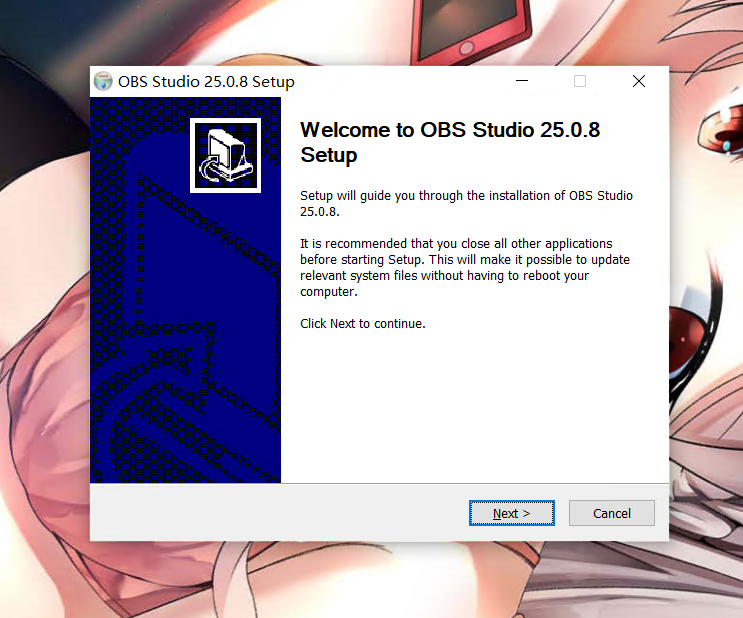 OBS Studio 25.0.8 Setup
Welcome to OBS Studio 25.0.8
Setup
Setup will guide you through the installation of OBS Studio
25.0.8.
It is recommended that you close all other applications
before starting Setup. This will make it possible to update
relevant system files without having to reboot your
computer.
Click Next to continue.
Next >
Cancel